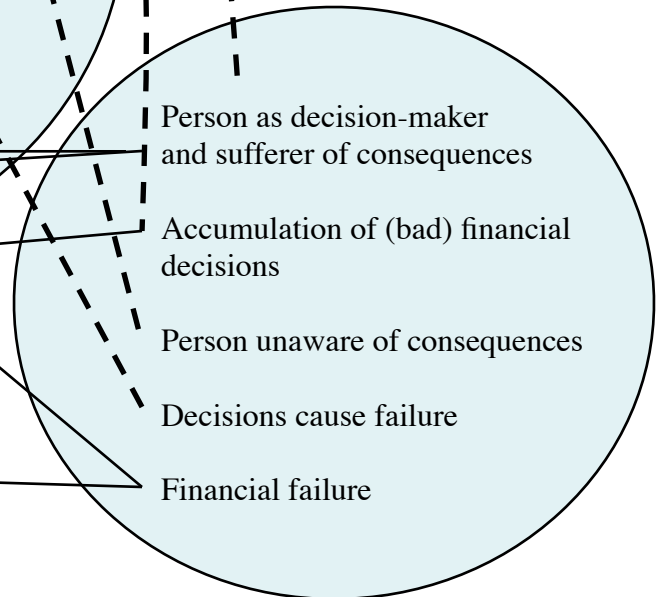 Person as decision-maker
and sufferer of consequences
Accumulation of (bad) financial
decisions
Person unaware of consequences
Decisions cause failure
Financial failure